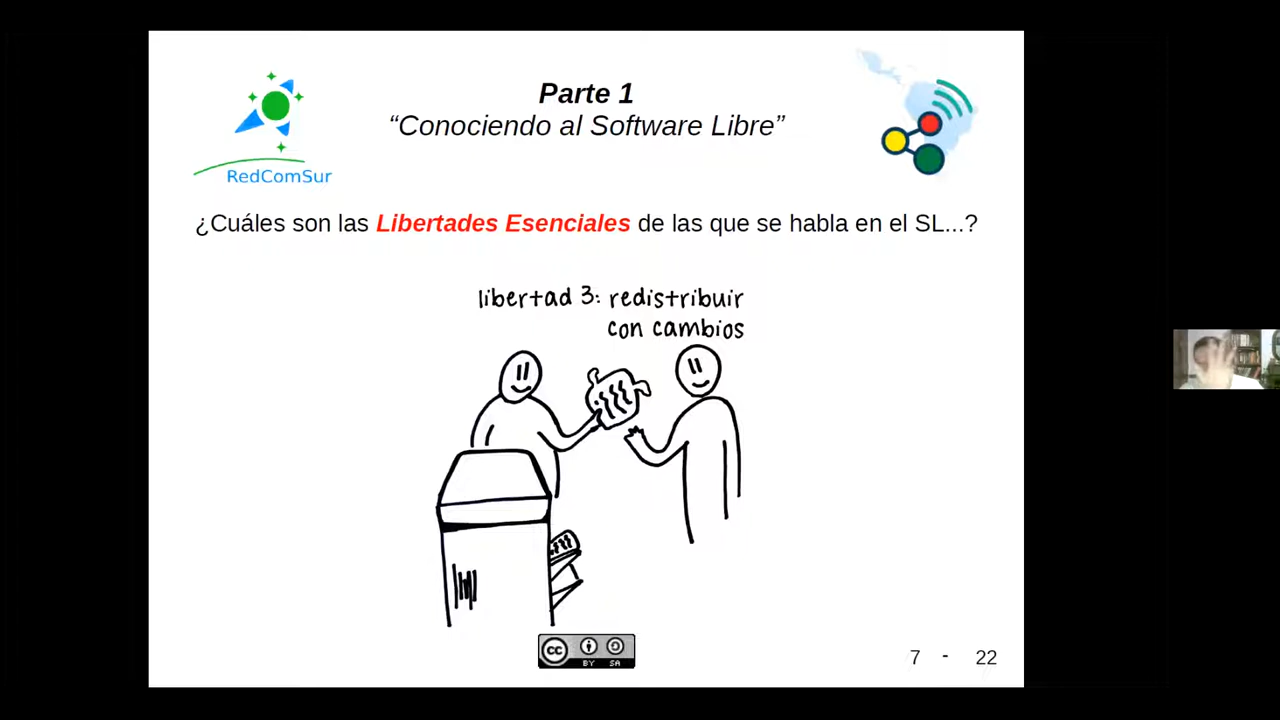 Parte 1
“Conociendo al Software Libre”
RedComSur
¿Cuáles son las Libertades Esenciales de las que se habla en el SL...?
libertad 3: redistribuir
con cambios
cc
BY SA
7 - 22